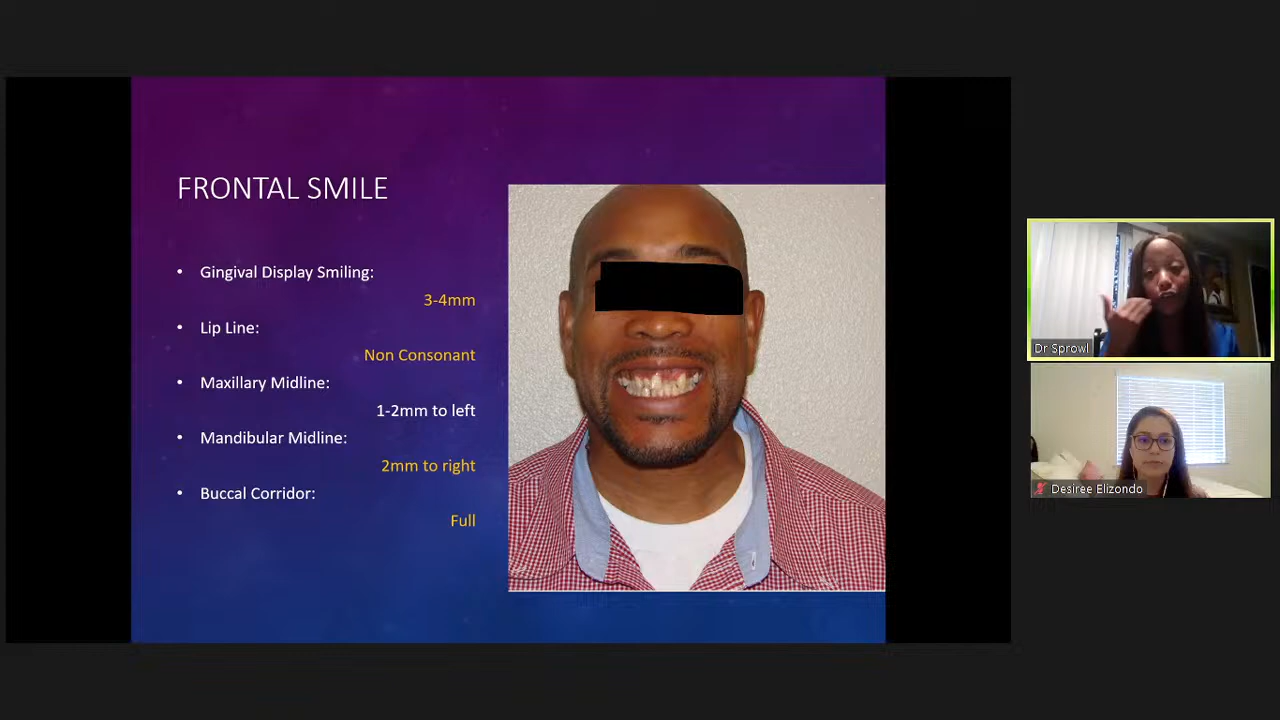 FRONTAL SMILE
• Gingival Display Smiling:
3-4mm
• Lip Line:
Non Consonant
• Maxillary Midline:
1-2mm to left
• Mandibular Midline:
2mm to right
• Buccal Corridor:
Full
Dr Sprowl
Desiree Elizondo